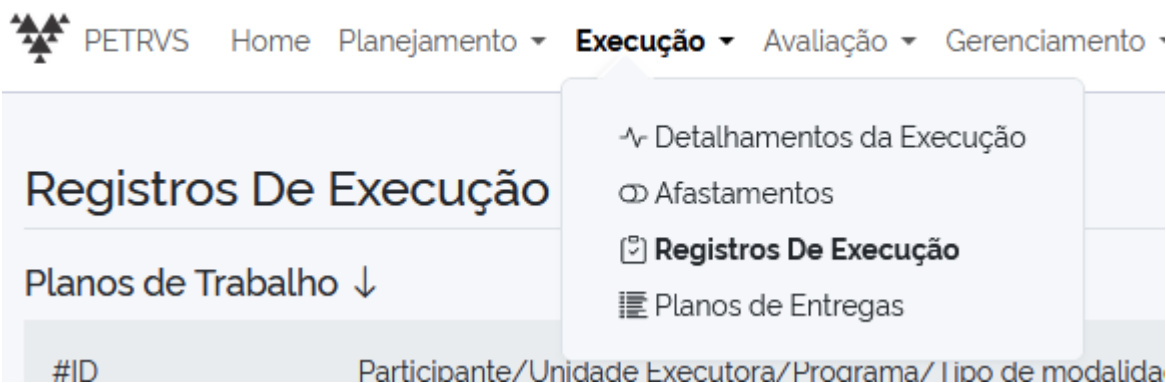 PETRVS Home Planejamento Execução Avaliação Gerenciamento
Detalhamentos da Execução
Afastamentos
Registros De Execução
Registros De Execução
Planos de Entregas
Planos de Trabalho ↓
#ID Participante/Unidade Executora/Programa/Tipo de